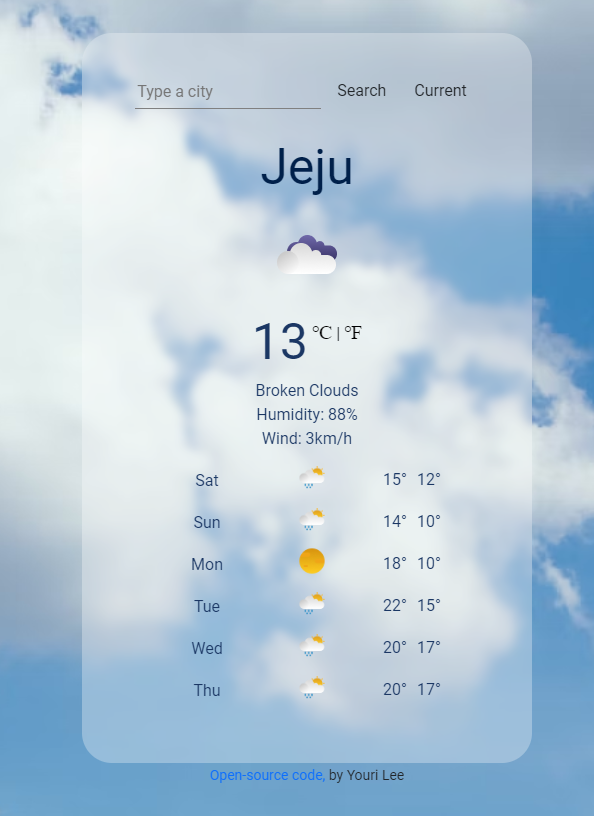 Type a city Search Current
Jeju
13 °C | °F
Broken Clouds
Humidity: 88%
Wind: 3km/h
Sat 15° 12°
Sun 14° 10°
Mon 18° 10°
Tue 22° 15°
Wed 20° 17°
Thu 20° 17°
Open-source code, by Youri Lee